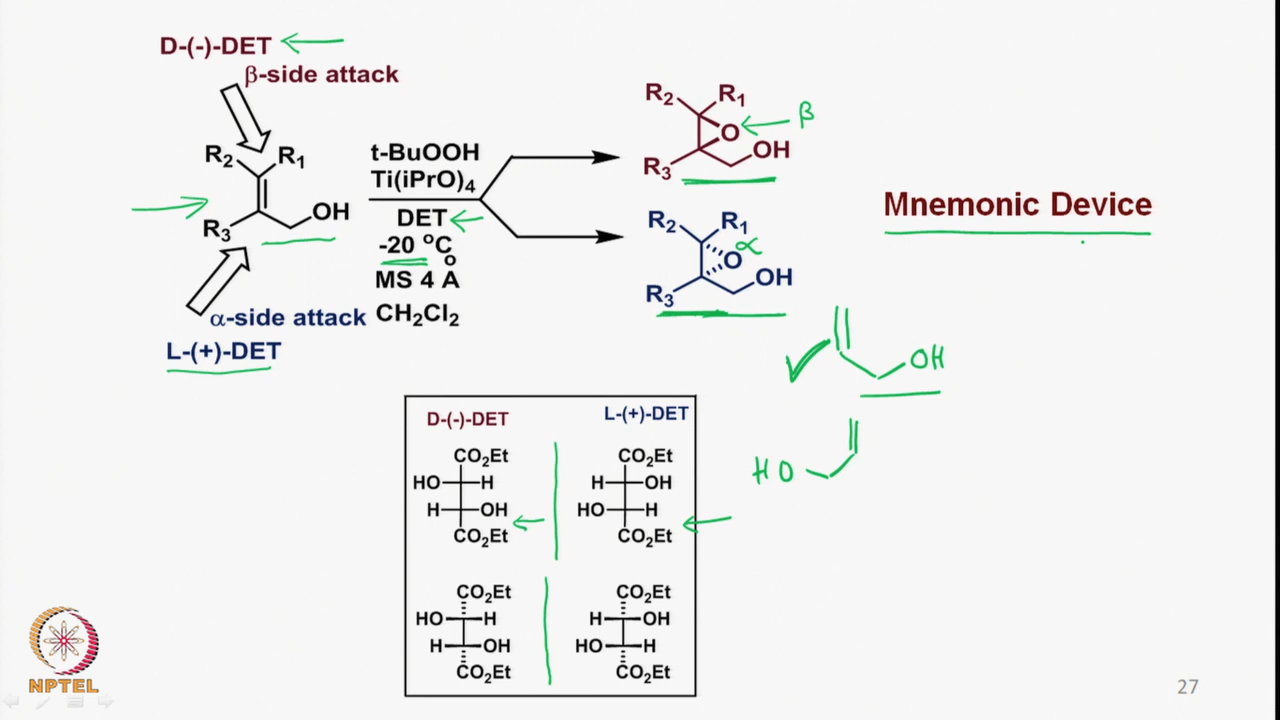 D-(-)-DET
β-side attack
R2 R1
R3 OH
α-side attack
L-(+)-DET
t-BuOOH
Ti(iPrO)4
DET
-20 °C
MS 4 Å
CH2Cl2
R2 R1
O β
R3 OH
R2 R1
O α
R3 OH
Mnemonic Device
OH
HO
D-(-)-DET L-(+)-DET
CO2Et CO2Et
HO H H OH
H OH HO H
CO2Et CO2Et
CO2Et CO2Et
HO H H OH
H OH HO H
CO2Et CO2Et
NPTEL
27